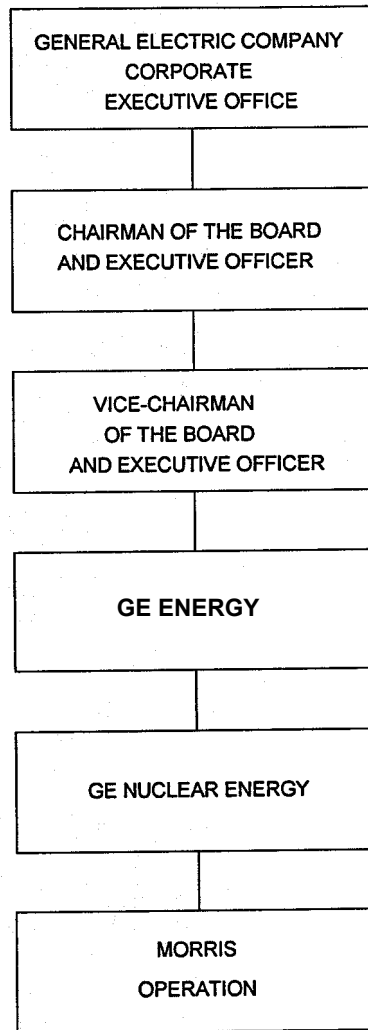 GENERAL ELECTRIC COMPANY
CORPORATE
EXECUTIVE OFFICE
CHAIRMAN OF THE BOARD
AND EXECUTIVE OFFICER
VICE-CHAIRMAN
OF THE BOARD
AND EXECUTIVE OFFICER
GE ENERGY
GE NUCLEAR ENERGY
MORRIS
OPERATION